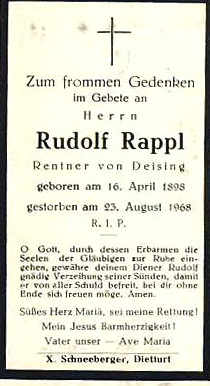 Zum frommen Gedenken
im Gebete an
Herrn
Rudolf Rappl
Rentner von Deising
geboren am 16. April 1898
gestorben am 23. August 1968
R. I. P.
O Gott, durch dessen Erbarmen die
Seelen der Gläubigen zur Ruhe ein-
gehen, gewähre deinem Diener Rudolf
gnädig Verzeihung seiner Sünden, damit
er von aller Schuld befreit, bei dir ohne
Ende sich freuen möge. Amen.
Süßes Herz Mariä, sei meine Rettung!
Mein Jesus Barmherzigkeit!
Vater unser — Ave Maria
X. Schneeberger, Dietfurt